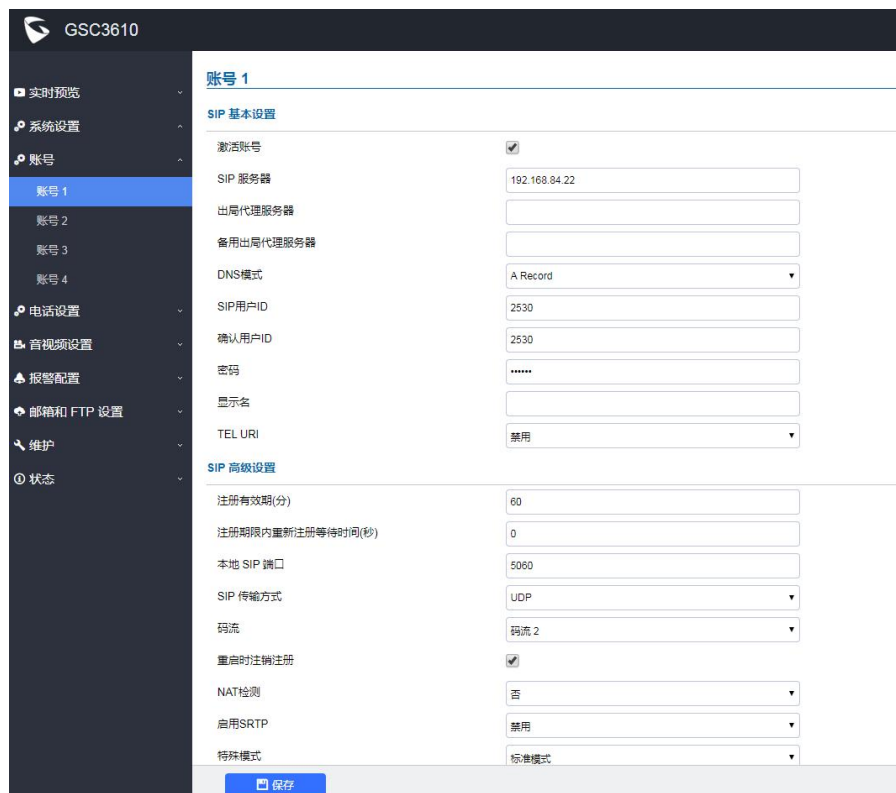 GSC3610
实时预览
系统设置
账号
账号 1
账号 2
账号 3
账号 4
电话设置
音视频设置
报警配置
邮箱和 FTP 设置
维护
状态
账号 1
SIP 基本设置
激活账号
SIP 服务器 192.168.84.22
出局代理服务器
备用出局代理服务器
DNS模式 A Record
SIP用户ID 2530
确认用户ID 2530
密码 ••••••
显示名
TEL URI 禁用
SIP 高级设置
注册有效期(分) 60
注册期限内重新注册等待时间(秒) 0
本地 SIP 端口 5060
SIP 传输方式 UDP
码流 码流 2
重启时注销注册
NAT检测 否
启用SRTP 禁用
特殊模式 标准模式
保存